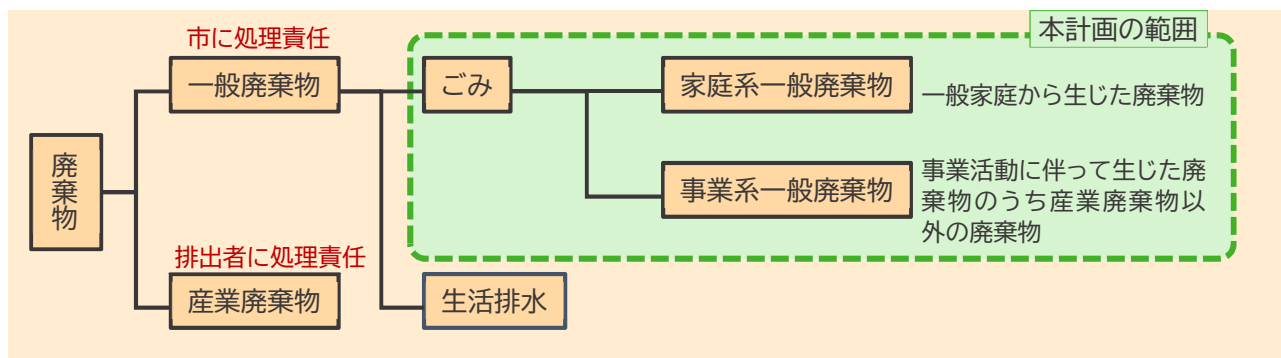 本計画の範囲
市に処理責任
一般廃棄物
ごみ
家庭系一般廃棄物
一般家庭から生じた廃棄物
廃棄物
事業系一般廃棄物
事業活動に伴って生じた廃
棄物のうち産業廃棄物以
外の廃棄物
排出者に処理責任
産業廃棄物
生活排水